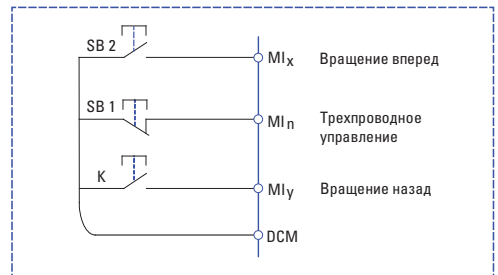 SB 2
MIx
Вращение вперед
SB 1
MIn
Трехпроводное
управление
K
MIy
Вращение назад
DCM